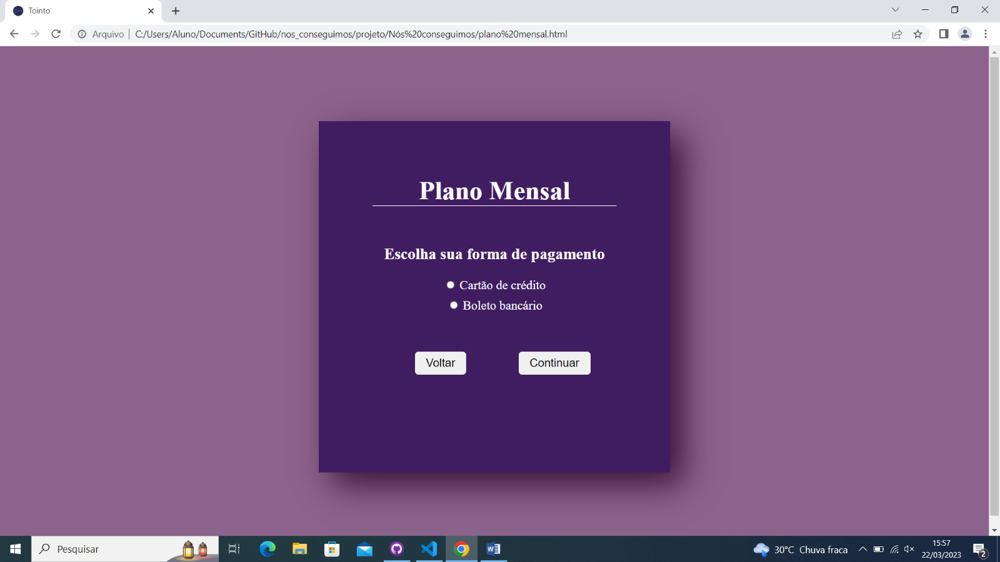 Tointo
Arquivo | C:/Users/Aluno/Documents/GitHub/nos_conseguimos/projeto/Nós%20conseguimos/plano%20mensal.html
Plano Mensal
Escolha sua forma de pagamento
Cartão de crédito
Boleto bancário
Voltar
Continuar
Pesquisar
30°C Chuva fraca
15:57
22/03/2023
2